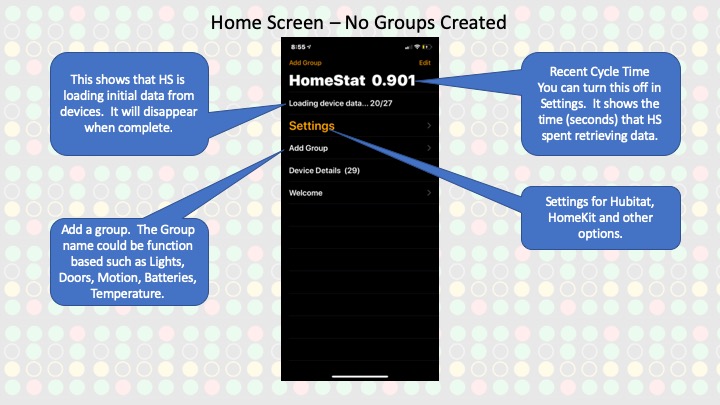 Home Screen – No Groups Created
This shows that HS is
loading initial data from
devices. It will disappear
when complete.
Add a group. The Group
name could be function
based such as Lights,
Doors, Motion, Batteries,
Temperature.
8:55
Add Group Edit
HomeStat 0.901
Loading device data... 20/27
Settings
Add Group
Device Details (29)
Welcome
Recent Cycle Time
You can turn this off in
Settings. It shows the
time (seconds) that HS
spent retrieving data.
Settings for Hubitat,
HomeKit and other
options.